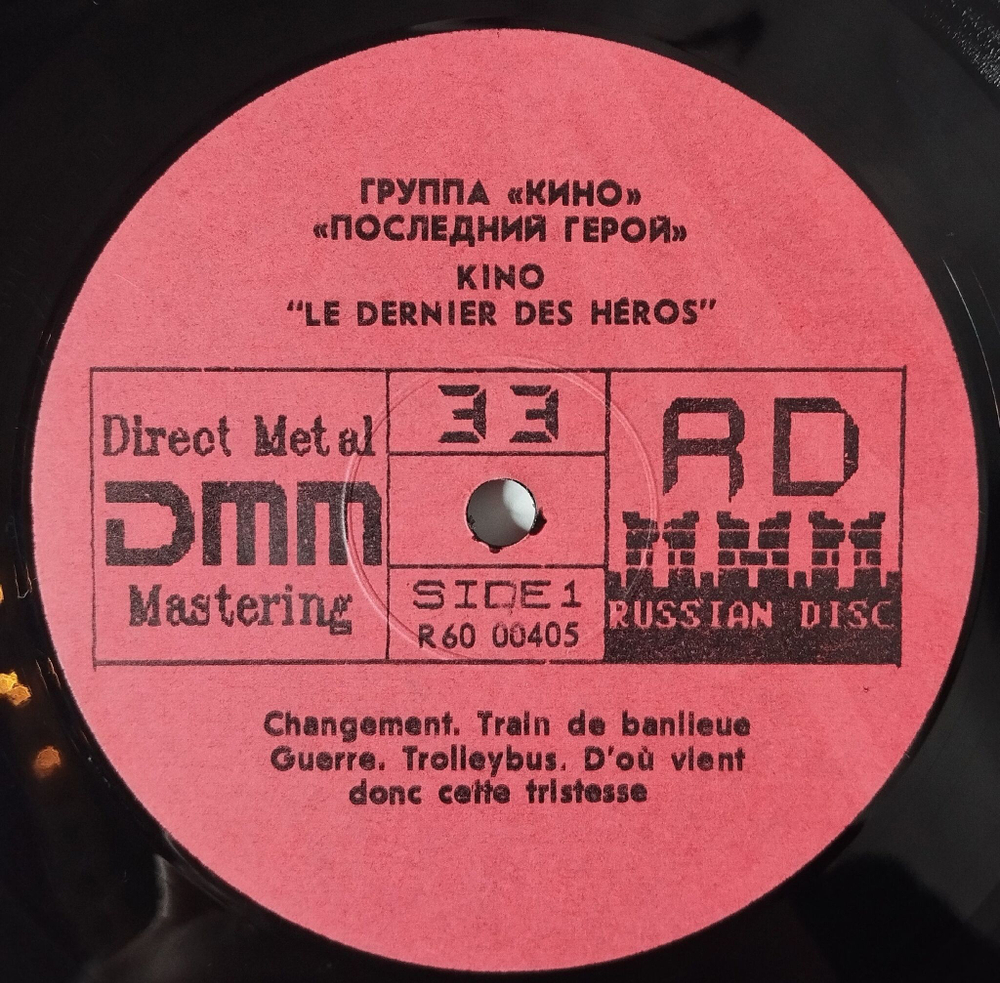 ГРУППА «КИНО»
«ПОСЛЕДНИЙ ГЕРОЙ»
KINO
“LE DERNIER DES HÉROS”
Direct Metal
DMM
Mastering
33
SIDE 1
R 60 00405
RD
RUSSIAN DISC
Changement. Train de banlieue
Guerre. Trolleybus. D'où vient
donc cette tristesse